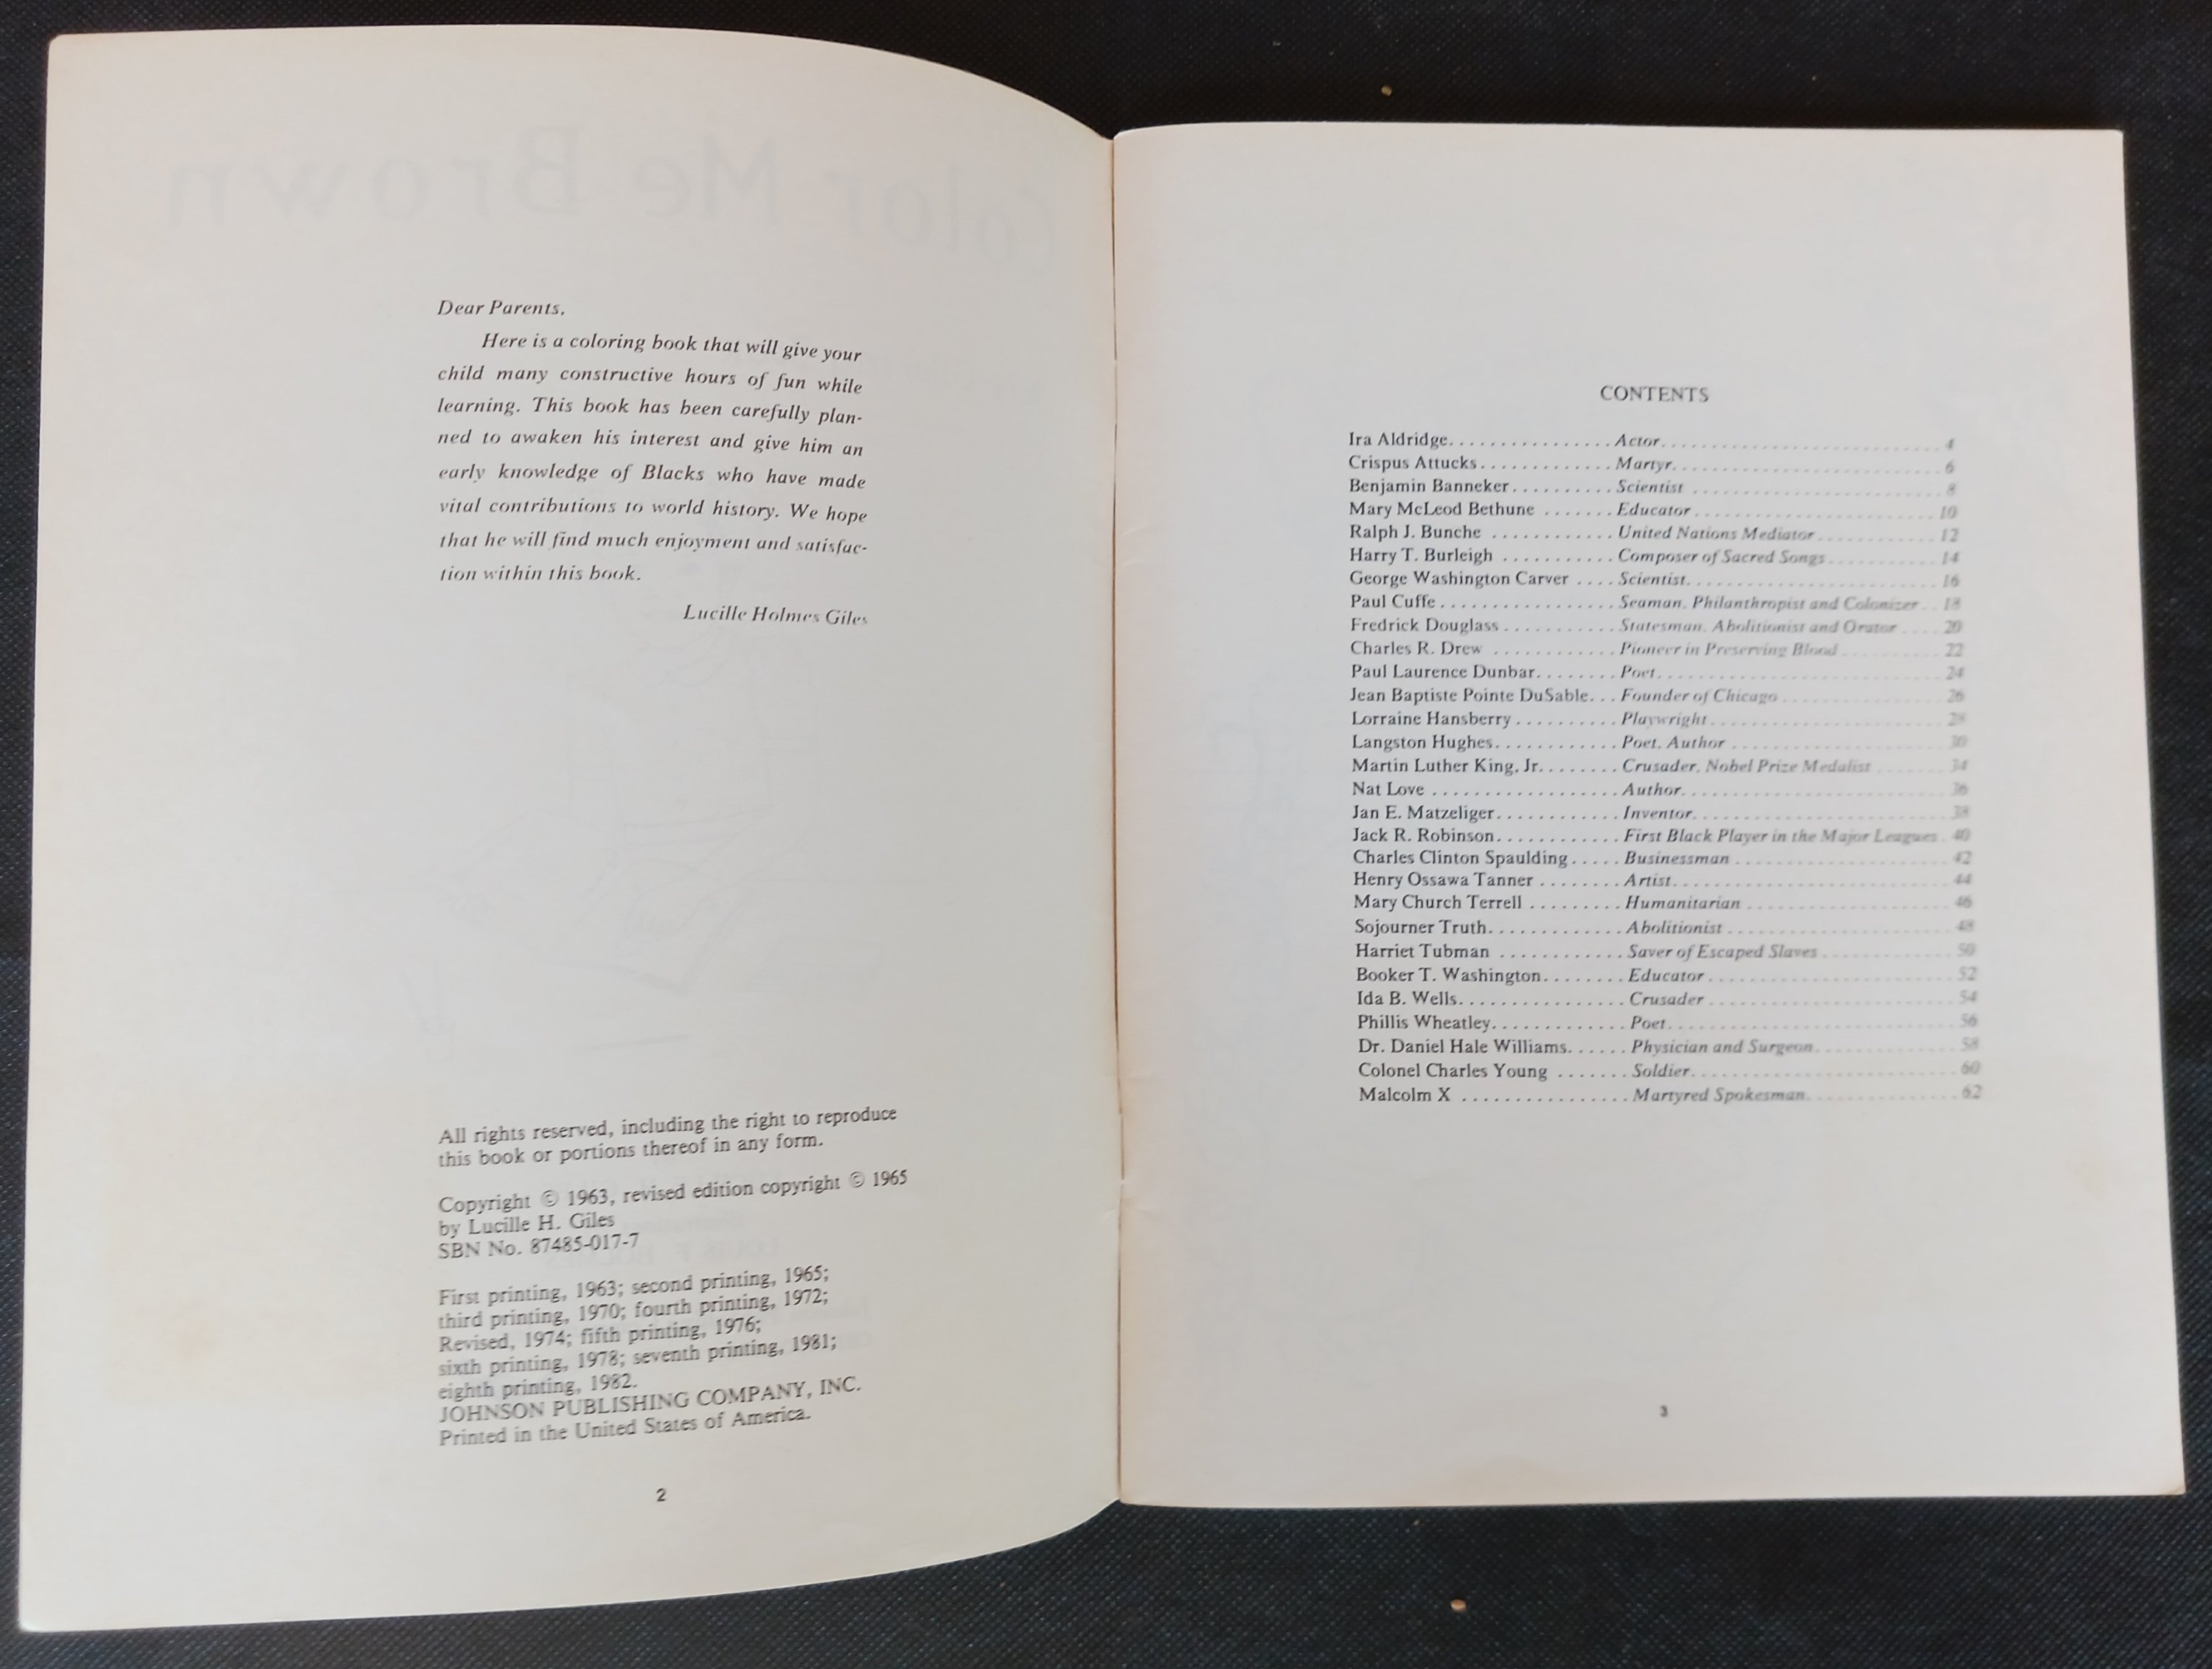 Dear Parents,
Here is a coloring book that will give your
child many constructive hours of fun while
learning. This book has been carefully plan-
ned to awaken his interest and give him an
early knowledge of Blacks who have made
vital contributions to world history. We hope
that he will find much enjoyment and satisfac-
tion within this book.
Lucille Holmes Giles
All rights reserved, including the right to reproduce
this book or portions thereof in any form.
Copyright © 1963, revised edition copyright © 1965
by Lucille H. Giles
SBN No. 87485-017-7
First printing, 1963; second printing, 1965;
third printing, 1970; fourth printing, 1972;
Revised, 1974; fifth printing, 1976;
sixth printing, 1978; seventh printing, 1981;
eighth printing, 1982.
JOHNSON PUBLISHING COMPANY, INC.
Printed in the United States of America.
2
CONTENTS
Ira Aldridge................Actor............................4
Crispus Attucks.............Martyr...........................6
Benjamin Banneker..........Scientist..........................8
Mary McLeod Bethune.......Educator.........................10
Ralph J. Bunche............United Nations Mediator............12
Harry T. Burleigh...........Composer of Sacred Songs...........14
George Washington Carver....Scientist.........................16
Paul Cuffe.................Seaman, Philanthropist and Colonizer..18
Fredrick Douglass...........Statesman, Abolitionist and Orator....20
Charles R. Drew............Pioneer in Preserving Blood..........22
Paul Laurence Dunbar........Poet............................24
Jean Baptiste Pointe DuSable...Founder of Chicago................26
Lorraine Hansberry..........Playwright.......................28
Langston Hughes............Poet, Author.....................30
Martin Luther King, Jr........Crusader, Nobel Prize Medalist.......34
Nat Love..................Author..........................36
Jan E. Matzeliger............Inventor.........................38
Jack R. Robinson............First Black Player in the Major Leagues.40
Charles Clinton Spaulding.....Businessman.....................42
Henry Ossawa Tanner........Artist...........................44
Mary Church Terrell.........Humanitarian....................46
Sojourner Truth.............Abolitionist......................48
Harriet Tubman............Saver of Escaped Slaves.............50
Booker T. Washington........Educator........................52
Ida B. Wells................Crusader........................54
Phillis Wheatley.............Poet............................56
Dr. Daniel Hale Williams......Physician and Surgeon..............58
Colonel Charles Young.......Soldier..........................60
Malcolm X................Martyred Spokesman..............62
3